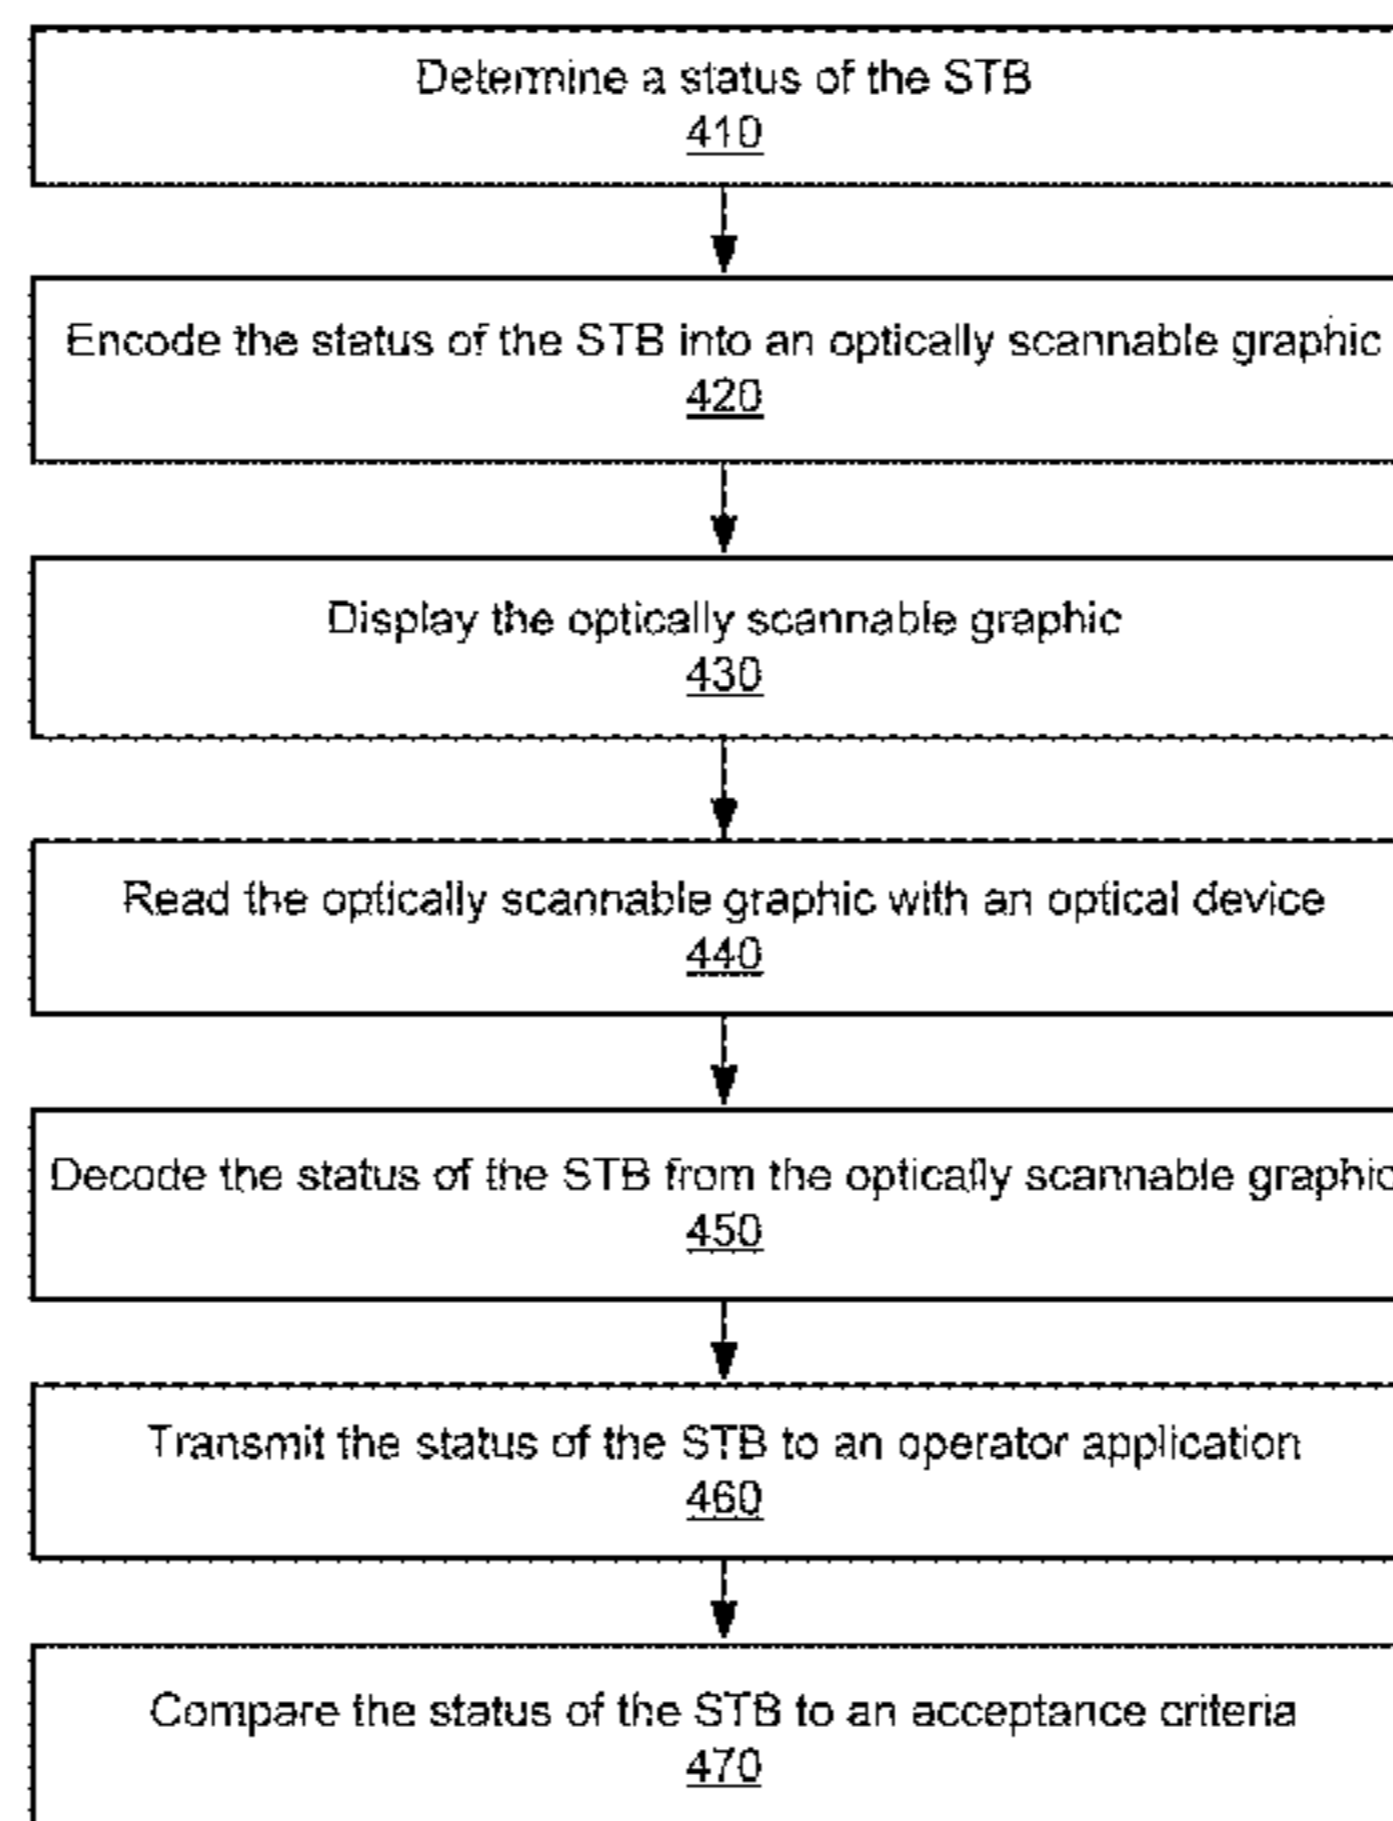 Determine a status of the STB
410
Encode the status of the STB into an optically scannable graphic
420
Display the optically scannable graphic
430
Read the optically scannable graphic with an optical device
440
Decode the status of the STB from the optically scannable graphic
450
Transmit the status of the STB to an operator application
460
Compare the status of the STB to an acceptance criteria
470